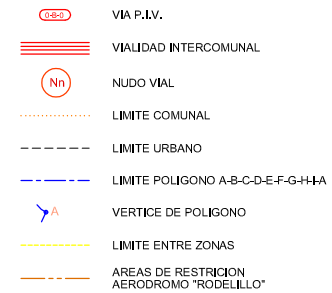 0-B-0 VIA P.I.V.
VIALIDAD INTERCOMUNAL
Nn NUDO VIAL
LIMITE COMUNAL
LIMITE URBANO
LIMITE POLIGONO A-B-C-D-E-F-G-H-I-A
A VERTICE DE POLIGONO
LIMITE ENTRE ZONAS
AREAS DE RESTRICION
AERODROMO "RODELILLO"